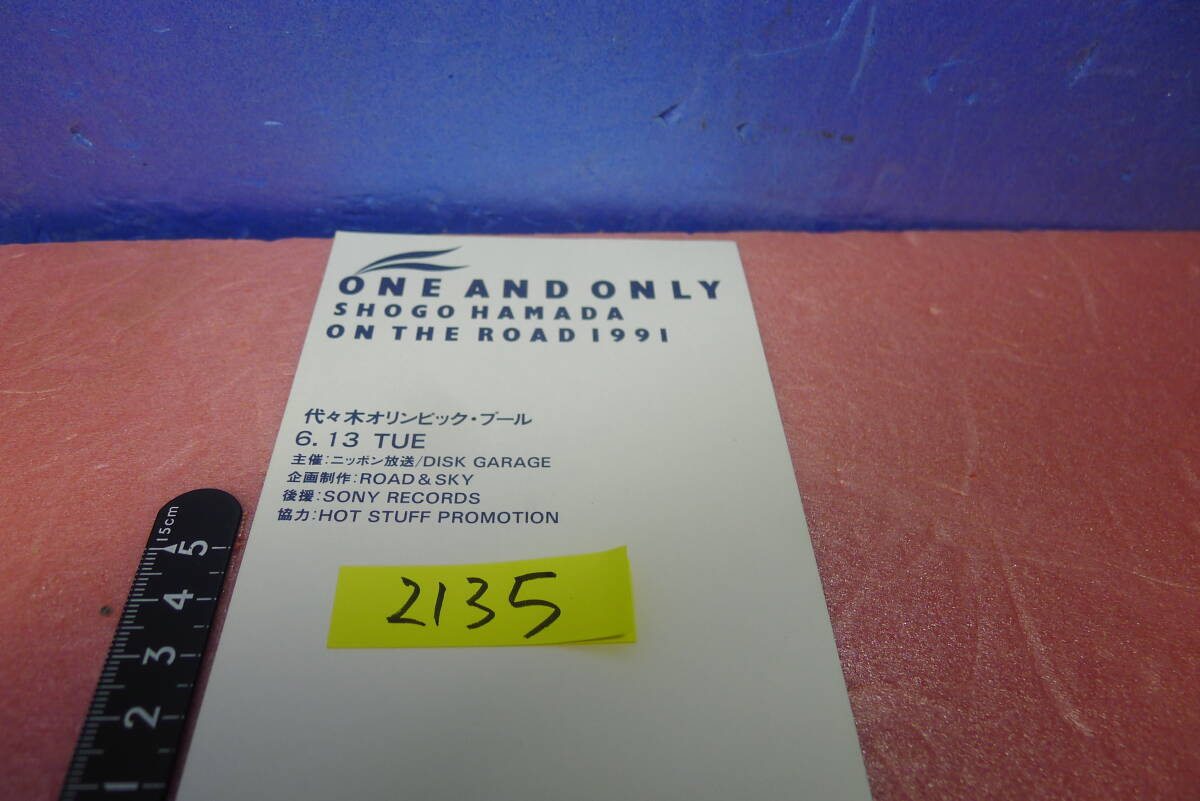 ONE AND ONLY
SHOGO HAMADA
ON THE ROAD 1991
代々木オリンピック・プール
6.13 TUE
主催:ニッポン放送/DISK GARAGE
企画制作:ROAD & SKY
後援:SONY RECORDS
協力:HOT STUFF PROMOTION
2135
15cm
5
4
3
2
1